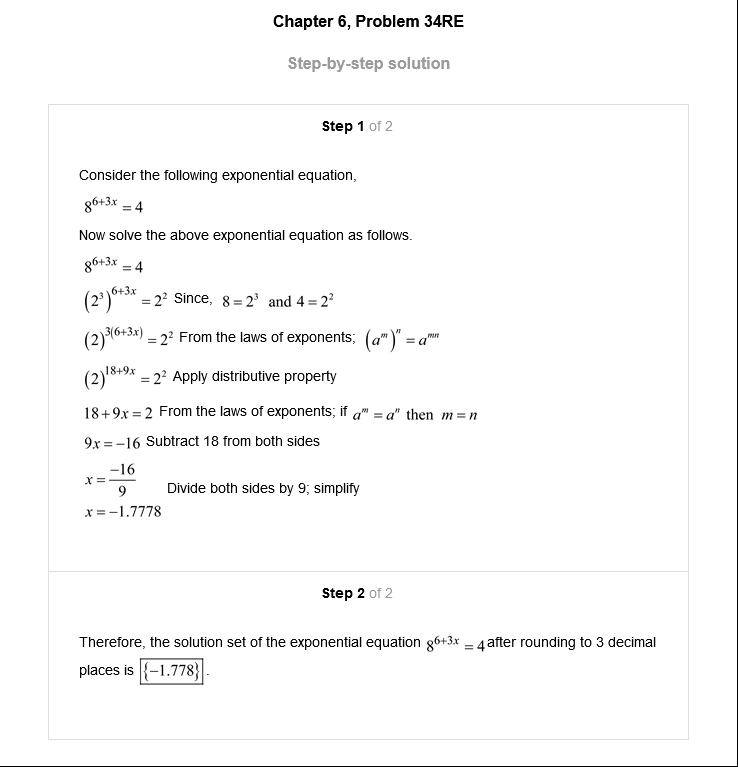 Chapter 6, Problem 34RE
Step-by-step solution
Step 1 of 2
Consider the following exponential equation,
8^{6+3x} = 4
Now solve the above exponential equation as follows.
8^{6+3x} = 4
(2^3)^{6+3x} = 2^2 Since, 8 = 2^3 and 4 = 2^2
(2)^{3(6+3x)} = 2^2 From the laws of exponents; (a^m)^n = a^{mn}
(2)^{18+9x} = 2^2 Apply distributive property
18+9x = 2 From the laws of exponents; if a^m = a^n then m = n
9x = −16 Subtract 18 from both sides
x = \frac{−16}{9} Divide both sides by 9; simplify
x = −1.7778
Step 2 of 2
Therefore, the solution set of the exponential equation 8^{6+3x} = 4 after rounding to 3 decimal
places is {−1.778}.